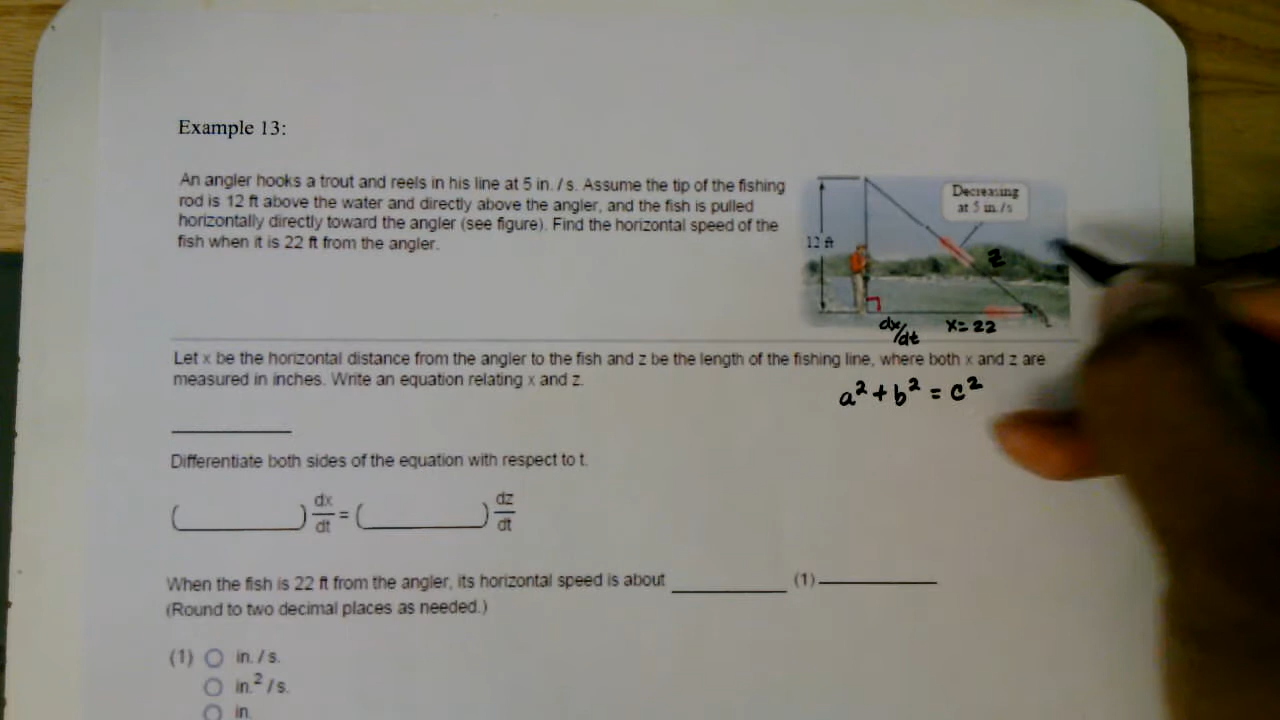 Example 13:
An angler hooks a trout and reels in his line at 5 in. / s. Assume the tip of the fishing
rod is 12 ft above the water and directly above the angler, and the fish is pulled
horizontally directly toward the angler (see figure). Find the horizontal speed of the
fish when it is 22 ft from the angler.
Decreasing
at 5 in./s
12 ft
z
dx/dt x=22
Let x be the horizontal distance from the angler to the fish and z be the length of the fishing line, where both x and z are
measured in inches. Write an equation relating x and z.
a² + b² = c²
Differentiate both sides of the equation with respect to t.
(__________) dx/dt = (__________) dz/dt
When the fish is 22 ft from the angler, its horizontal speed is about __________ (1) __________
(Round to two decimal places as needed.)
(1) ○ in. / s.
○ in.² / s.
○ in.